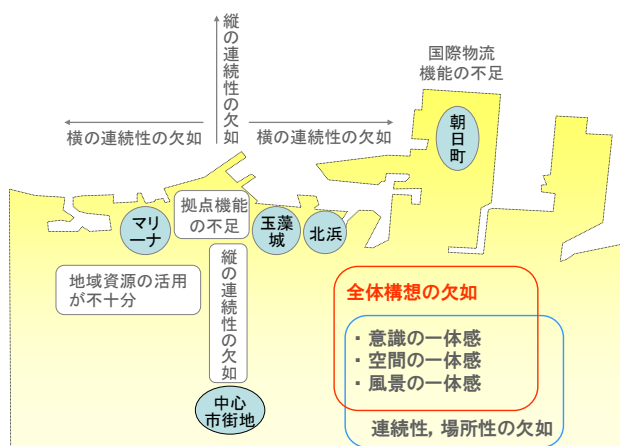 国際物流
機能の不足
縦の連続性の欠如
横の連続性の欠如
横の連続性の欠如
朝日町
拠点機能
の不足
マリ
ーナ
玉藻
城
北浜
地域資源の活用
が不十分
縦の連続性の欠如
全体構想の欠如
・ 意識の一体感
・ 空間の一体感
・ 風景の一体感
中心
市街地
連続性, 場所性の欠如